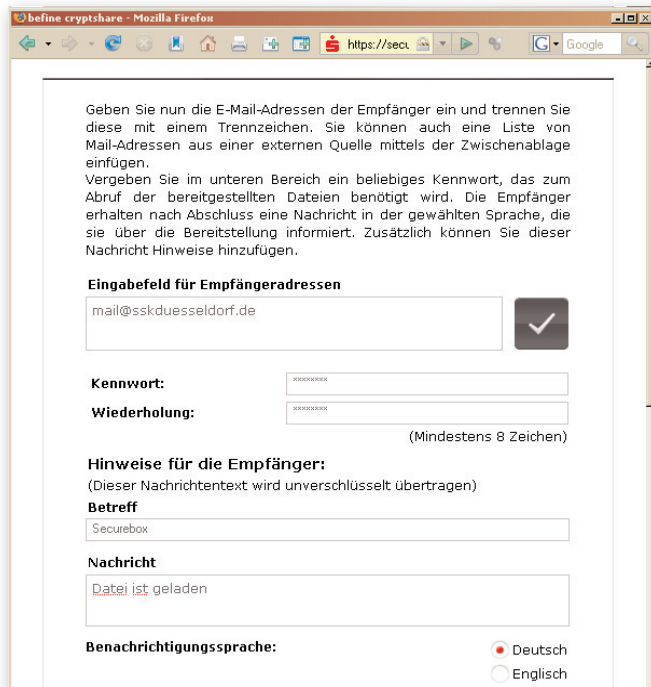 befine cryptshare - Mozilla Firefox
https://secu
G Google
Geben Sie nun die E-Mail-Adressen der Empfänger ein und trennen Sie
diese mit einem Trennzeichen. Sie können auch eine Liste von
Mail-Adressen aus einer externen Quelle mittels der Zwischenablage
einfügen.
Vergeben Sie im unteren Bereich ein beliebiges Kennwort, das zum
Abruf der bereitgestellten Dateien benötigt wird. Die Empfänger
erhalten nach Abschluss eine Nachricht in der gewählten Sprache, die
sie über die Bereitstellung informiert. Zusätzlich können Sie dieser
Nachricht Hinweise hinzufügen.
Eingabefeld für Empfängeradressen
mail@sskduesseldorf.de
Kennwort: ********
Wiederholung: ********
(Mindestens 8 Zeichen)
Hinweise für die Empfänger:
(Dieser Nachrichtentext wird unverschlüsselt übertragen)
Betreff
Securebox
Nachricht
Datei ist geladen
Benachrichtigungssprache: Deutsch
Englisch